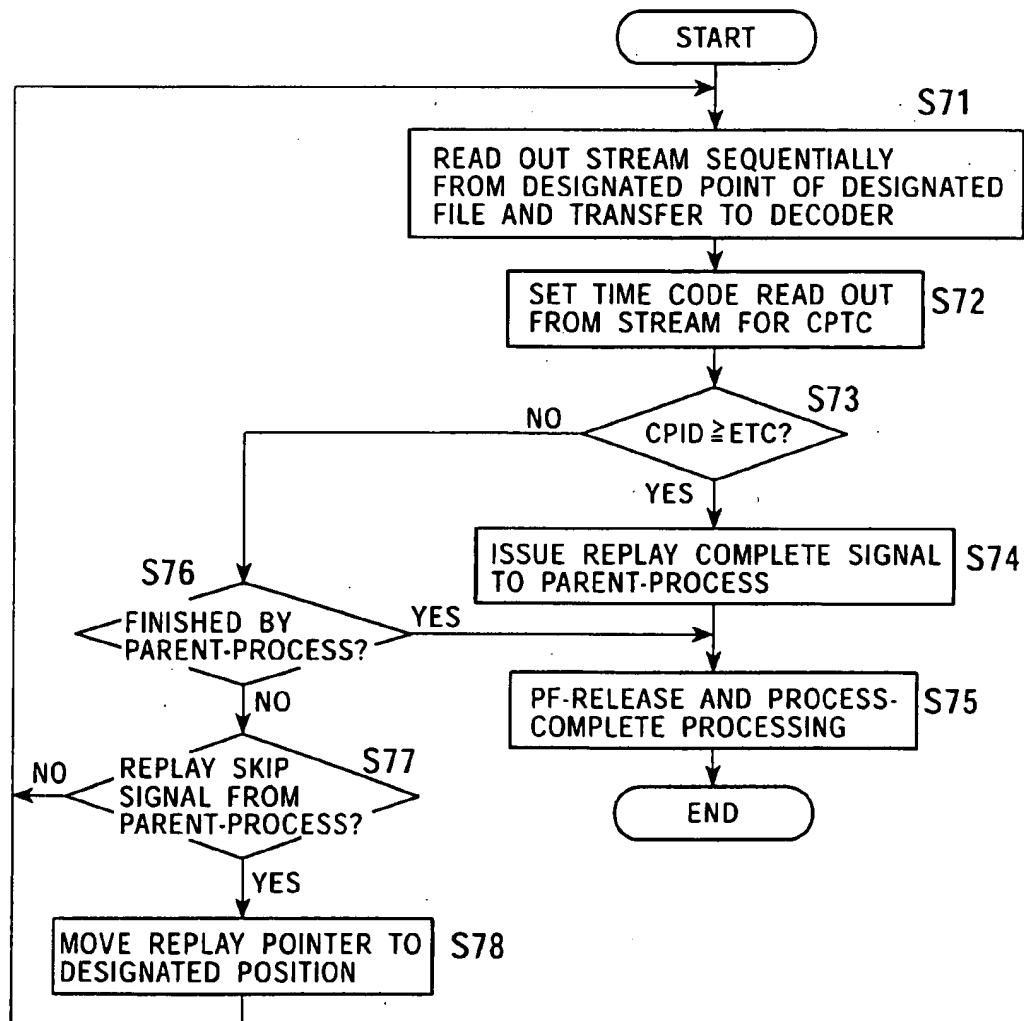 START
S71
READ OUT STREAM SEQUENTIALLY
FROM DESIGNATED POINT OF DESIGNATED
FILE AND TRANSFER TO DECODER
SET TIME CODE READ OUT
FROM STREAM FOR CPTC
S72
S73
NO
CPID ≧ ETC?
YES
ISSUE REPLAY COMPLETE SIGNAL
TO PARENT-PROCESS
S74
S76
FINISHED BY
PARENT-PROCESS?
YES
NO
PF-RELEASE AND PROCESS-
COMPLETE PROCESSING
S75
NO
REPLAY SKIP
SIGNAL FROM
PARENT-PROCESS?
S77
END
YES
MOVE REPLAY POINTER TO
DESIGNATED POSITION
S78